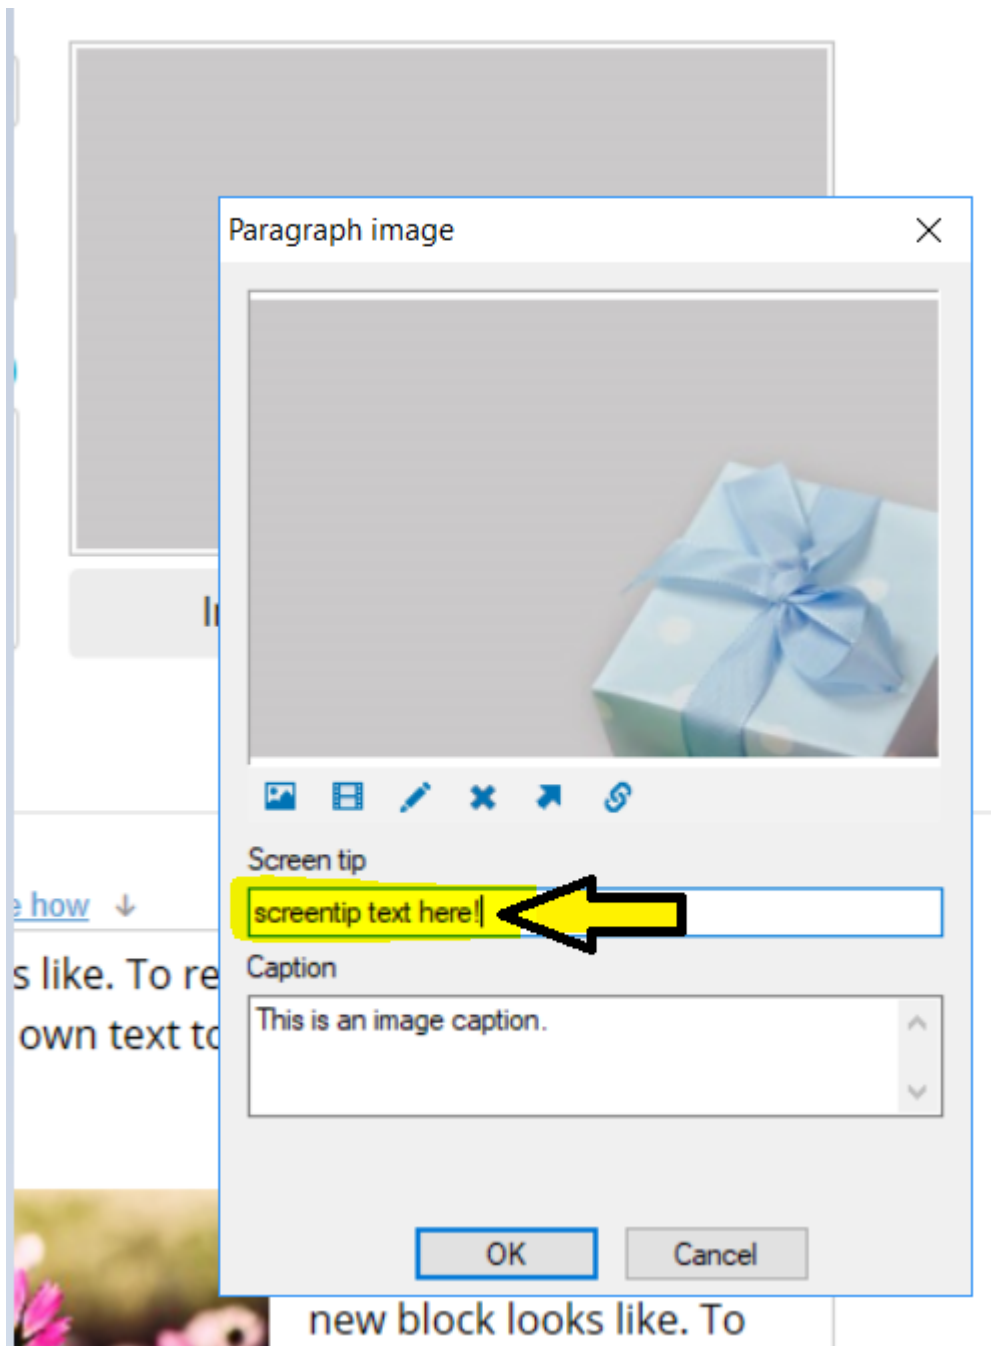 Paragraph image
Screen tip
how
screentip text here!
Caption
s like. To re
This is an image caption.
own text to
OK
Cancel
new block looks like. To